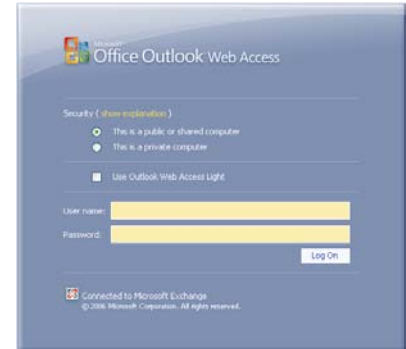 Microsoft
Office Outlook Web Access
Security ( show explanation )
This is a public or shared computer
This is a private computer
Use Outlook Web Access Light
User name:
Password:
Log On
Connected to Microsoft Exchange
© 2006 Microsoft Corporation. All rights reserved.